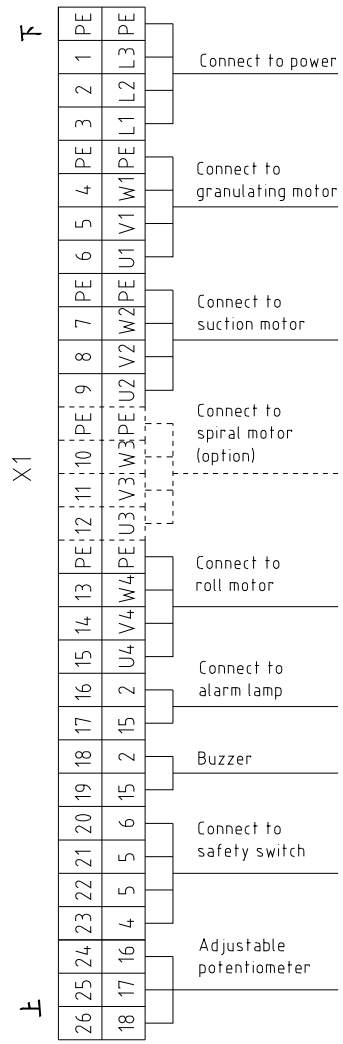 下
PE PE
1 L3
Connect to power
2 L2
3 L1
PE PE
Connect to
4 W1
granulating motor
5 V1
6 U1
PE PE
Connect to
7 W2
suction motor
8 V2
9 U2
PE PE
Connect to
10 W3
spiral motor
(option)
X1
11 V3
12 U3
PE PE
Connect to
13 W4
roll motor
14 V4
15 U4
Connect to
16 2
alarm lamp
17 15
18 2
Buzzer
19 15
20 6
Connect to
21 5
safety switch
22 5
23 4
24 16
Adjustable
potentiometer
25 17
26 18
上